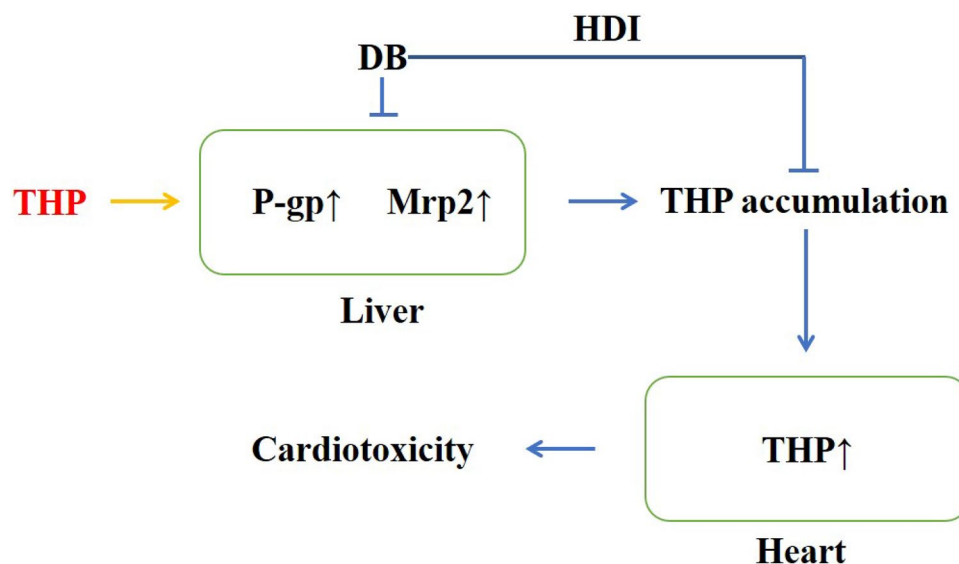 HDI
DB
THP
P-gp↑ Mrp2↑
THP accumulation
Liver
Cardiotoxicity
THP↑
Heart